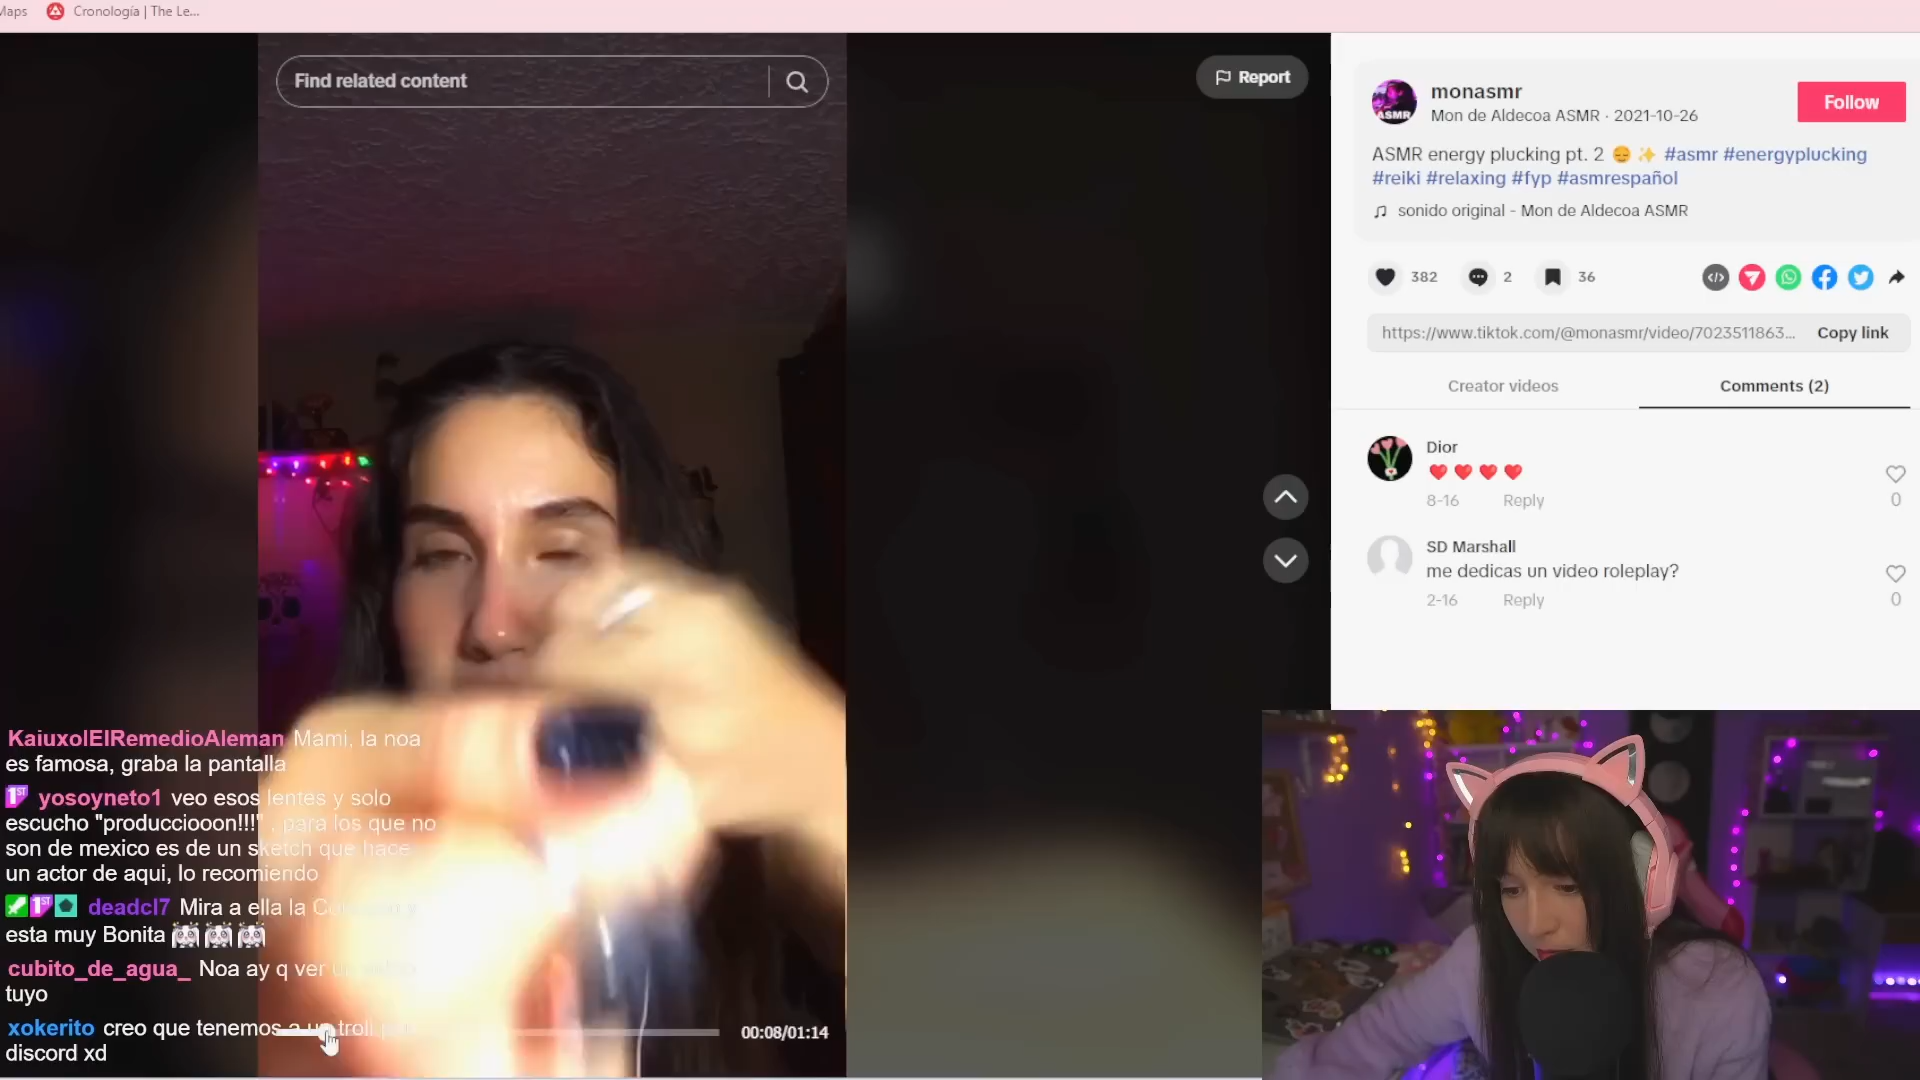 Maps
Cronología | The Le...
Find related content
Report
monasmr
Mon de Aldecoa ASMR · 2021-10-26
Follow
ASMR energy plucking pt. 2 😌 ✨ #asmr #energyplucking
#reiki #relaxing #fyp #asmrespañol
sonido original - Mon de Aldecoa ASMR
382
2
36
https://www.tiktok.com/@monasmr/video/7023511863...
Copy link
Creator videos
Comments (2)
Dior
❤️ ❤️ ❤️ ❤️
8-16 Reply
0
SD Marshall
me dedicas un video roleplay?
2-16 Reply
0
ASMR
KaiuxolElRemedioAleman Mami, la noa
es famosa, graba la pantalla
1ST yosoyneto1 veo esos lentes y solo
escucho "producciooon!!!" , para los que no
son de mexico es de un sketch que hace
un actor de aqui, lo recomiendo
1ST deadcl7 Mira a ella la
esta muy Bonita
cubito_de_agua_ Noa ay q ver
tuyo
xokerito creo que tenemos a un troll
discord xd
00:08/01:14